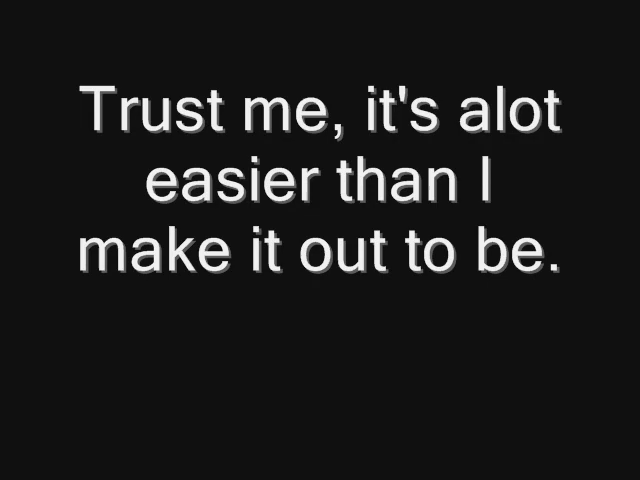 Trust me, it's alot
easier than I
make it out to be.